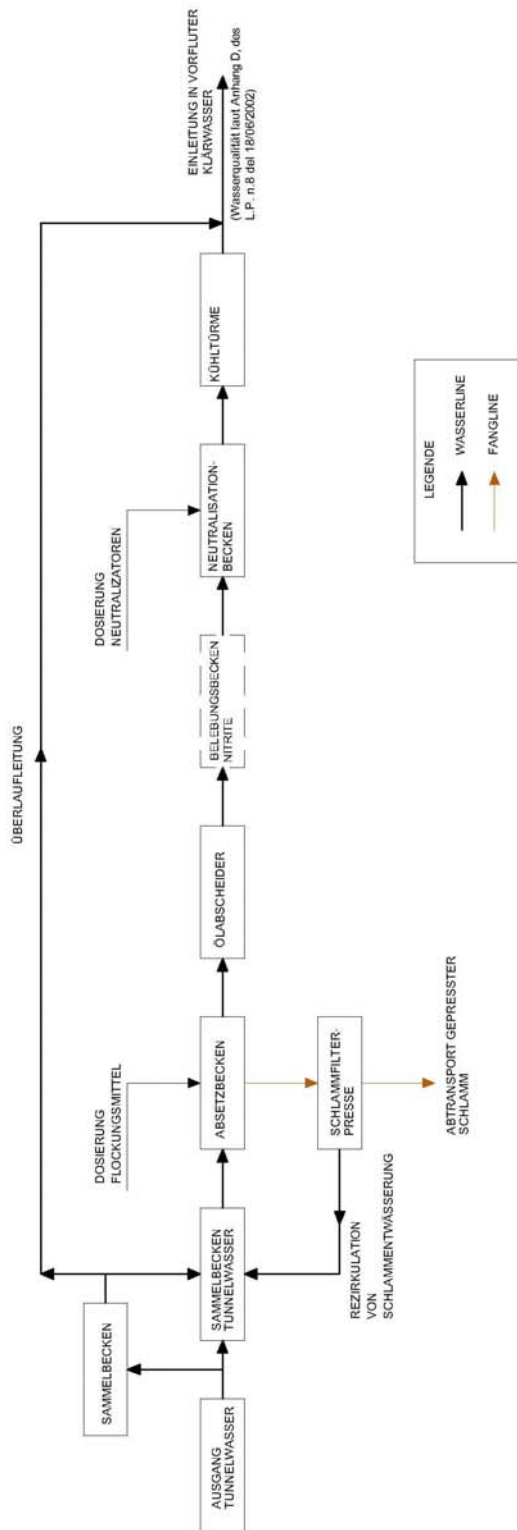 ÜBERLAUFLEITUNG
EINLEITUNG IN VORFLUTER
KLÄRWASSER
(Wasserqualität laut Anhang D, des
L.P. n.8 del 18/06/2002)
DOSIERUNG
FLOCKUNGSMITTEL
DOSIERUNG
NEUTRALIZATOREN
SAMMELBECKEN
AUSGANG
TUNNELWASSER
SAMMELBECKEN
TUNNELWASSER
ABSETZBECKEN
ÖLABSCHEIDER
BELEBUNGSBECKEN
NITRITE
NEUTRALISATION-
BECKEN
KÜHLTÜRME
REZIRKULATION
VON
SCHLAMMENTWÄSSERUNG
SCHLAMMFILTER-
PRESSE
ABTRANSPORT GEPRESSTER
SCHLAMM
LEGENDE
WASSERLINE
FANGLINE